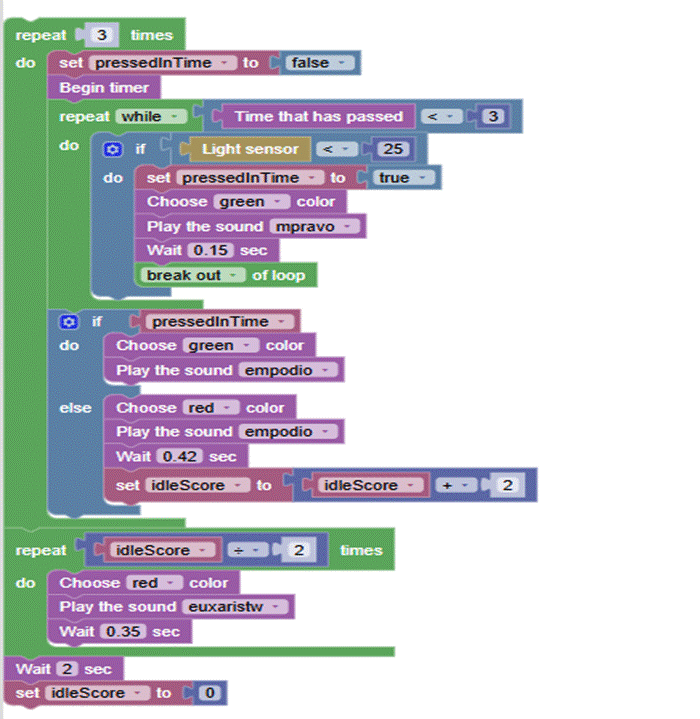 repeat 3 times
do set pressedInTime to false
Begin timer
repeat while Time that has passed < 3
do if Light sensor < 25
do set pressedInTime to true
Choose green color
Play the sound mpravo
Wait 0.15 sec
break out of loop
if pressedInTime
do Choose green color
Play the sound empodio
else Choose red color
Play the sound empodio
Wait 0.42 sec
set idleScore to idleScore + 2
repeat idleScore ÷ 2 times
do Choose red color
Play the sound euxaristw
Wait 0.35 sec
Wait 2 sec
set idleScore to 0